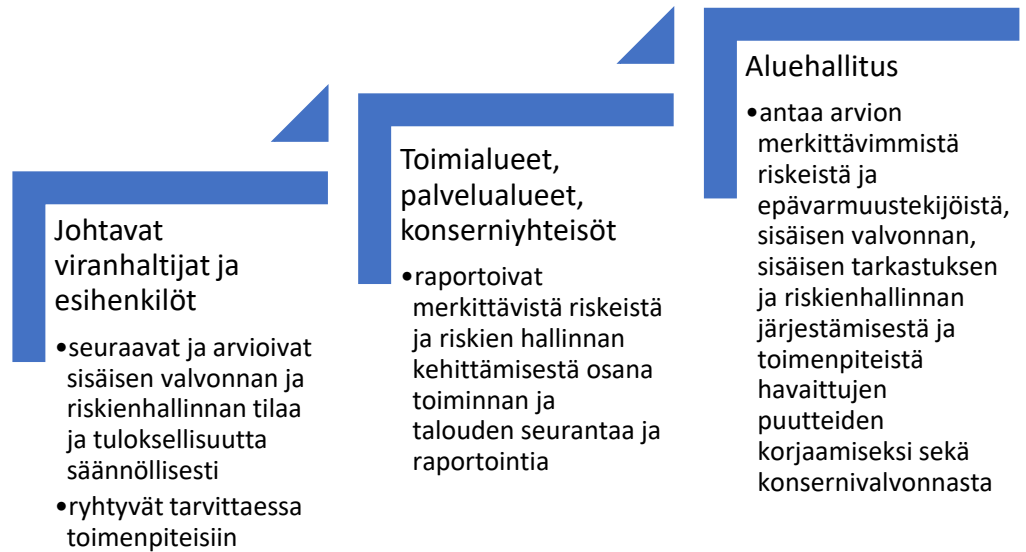 Johtavat
viranhaltijat ja
esihenkilöt
•seuraavat ja arvioivat
sisäisen valvonnan ja
riskienhallinnan tilaa
ja tuloksellisuutta
säännöllisesti
•ryhtyvät tarvittaessa
toimenpiteisiin
Toimialueet,
palvelualueet,
konserniyhteisöt
•raportoivat
merkittävistä riskeistä
ja riskien hallinnan
kehittämisestä osana
toiminnan ja
talouden seurantaa ja
raportointia
Aluehallitus
•antaa arvion
merkittävimmistä
riskeistä ja
epävarmuustekijöistä,
sisäisen valvonnan,
sisäisen tarkastuksen
ja riskienhallinnan
järjestämisestä ja
toimenpiteistä
havaittujen
puutteiden
korjaamiseksi sekä
konsernivalvonnasta